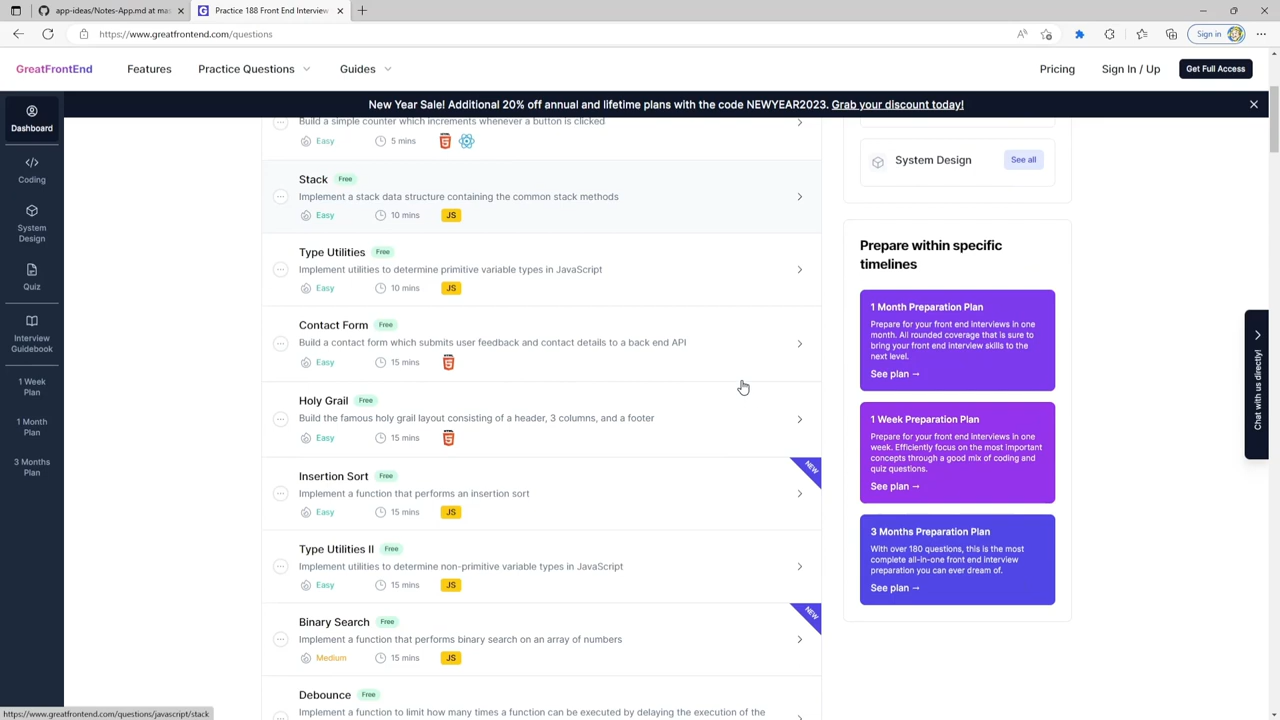 app-ideas/Notes-App.md at mas
Practice 188 Front End Interview
https://www.greatfrontend.com/questions
Sign in
GreatFrontEnd
Features
Practice Questions
Guides
Pricing
Sign In / Up
Get Full Access
New Year Sale! Additional 20% off annual and lifetime plans with the code NEWYEAR2023. Grab your discount today!
Dashboard
Coding
System
Design
Quiz
Interview
Guidebook
1 Week
Plan
1 Month
Plan
3 Months
Plan
Build a simple counter which increments whenever a button is clicked
Easy
5 mins
Stack Free
Implement a stack data structure containing the common stack methods
Easy
10 mins
JS
Type Utilities Free
Implement utilities to determine primitive variable types in JavaScript
Easy
10 mins
JS
Contact Form Free
Build a contact form which submits user feedback and contact details to a back end API
Easy
15 mins
Holy Grail Free
Build the famous holy grail layout consisting of a header, 3 columns, and a footer
Easy
15 mins
Insertion Sort Free
NEW
Implement a function that performs an insertion sort
Easy
15 mins
JS
Type Utilities II Free
Implement utilities to determine non-primitive variable types in JavaScript
Easy
15 mins
JS
Binary Search Free
NEW
Implement a function that performs binary search on an array of numbers
Medium
15 mins
JS
Debounce Free
Implement a function to limit how many times a function can be executed by delaying the execution of the
System Design
See all
Prepare within specific
timelines
1 Month Preparation Plan
Prepare for your front end interviews in one
month. All rounded coverage that is sure to
bring your front end interview skills to the
next level.
See plan →
1 Week Preparation Plan
Prepare for your front end interviews in one
week. Efficiently focus on the most important
concepts through a good mix of coding and
quiz questions.
See plan →
3 Months Preparation Plan
With over 180 questions, this is the most
complete all-in-one front end interview
preparation you can ever dream of.
See plan →
Chat with us directly!
https://www.greatfrontend.com/questions/javascript/stack